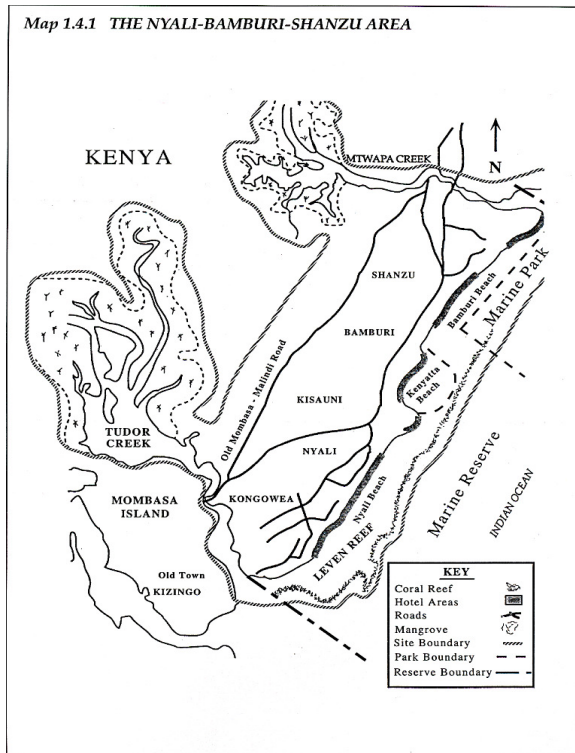 Map 1.4.1 THE NYALI-BAMBURI-SHANZU AREA
KENYA
MTWAPA CREEK
N
SHANZU
Bamburi Beach
Marine Park
BAMBURI
Old Mombasa - Malindi Road
Kenyatta
Beach
KISAUNI
TUDOR
CREEK
NYALI
MOMBASA
ISLAND
KONGOWEA
Nyali Beach
Marine Reserve
INDIAN OCEAN
LEVEN REEF
Old Town
KIZINGO
KEY
Coral Reef
Hotel Areas
Roads
Mangrove
Site Boundary
Park Boundary
Reserve Boundary